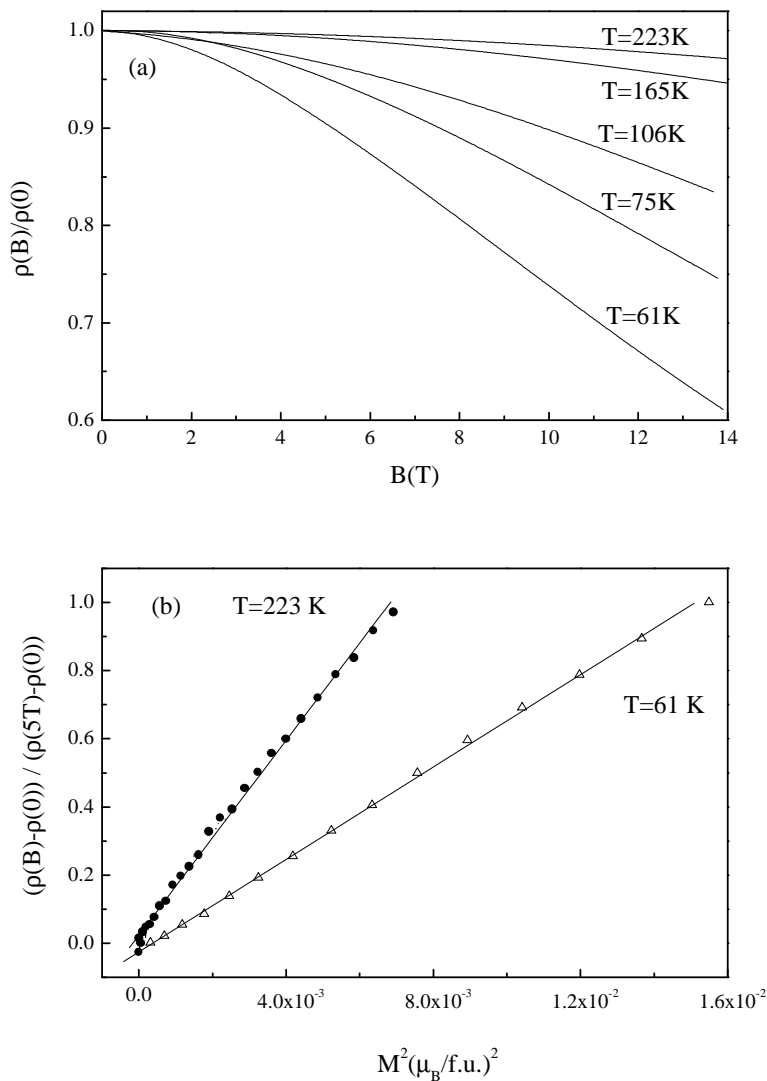 (a)
T=223K
T=165K
T=106K
T=75K
T=61K
1.0
0.9
0.8
0.7
0.6
ρ(B)/ρ(0)
0 2 4 6 8 10 12 14
B(T)
(b)
T=223 K
T=61 K
1.0
0.8
0.6
0.4
0.2
0.0
(ρ(B)-ρ(0)) / (ρ(5T)-ρ(0))
0.0 4.0x10⁻³ 8.0x10⁻³ 1.2x10⁻² 1.6x10⁻²
M²(μ_B/f.u.)²